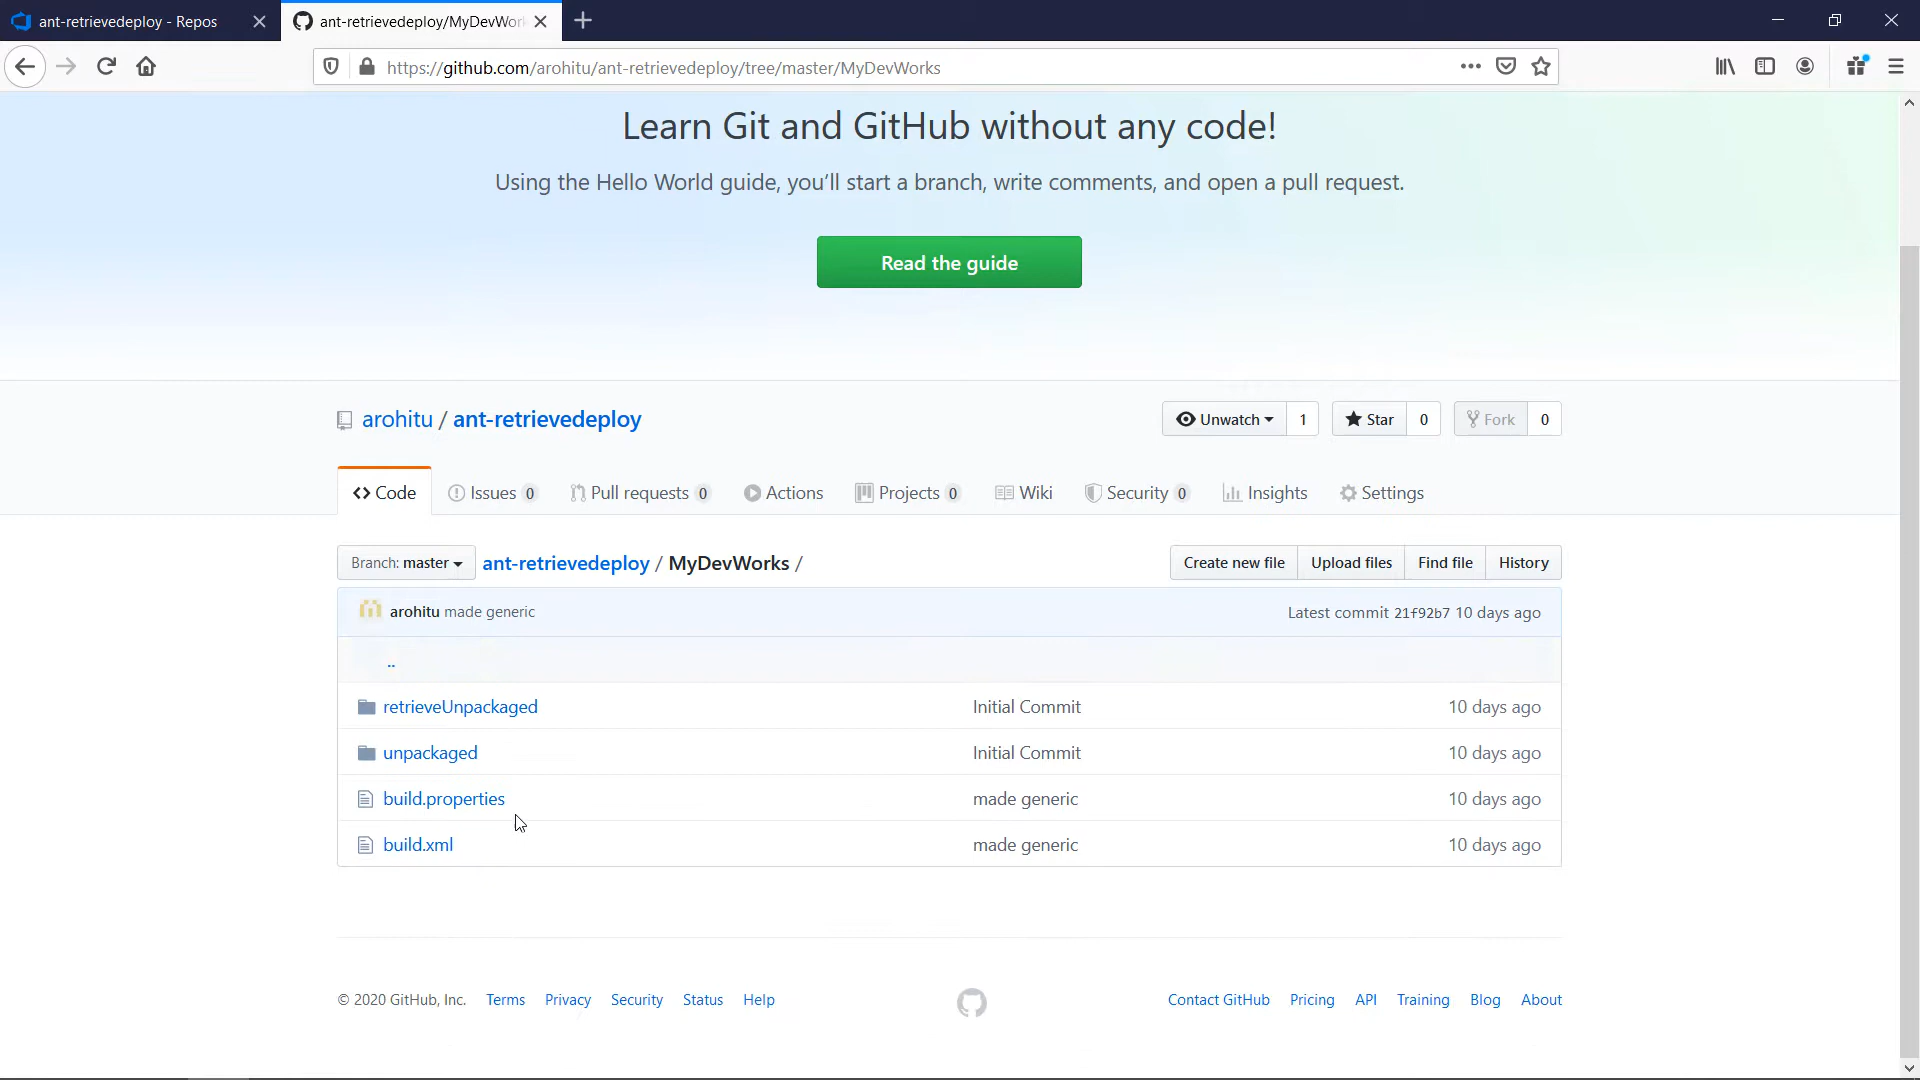 ant-retrievedeploy - Repos
ant-retrievedeploy/MyDevWor
https://github.com/arohitu/ant-retrievedeploy/tree/master/MyDevWorks
Learn Git and GitHub without any code!
Using the Hello World guide, you’ll start a branch, write comments, and open a pull request.
Read the guide
arohitu / ant-retrievedeploy
Unwatch 1 Star 0 Fork 0
Code Issues 0 Pull requests 0 Actions Projects 0 Wiki Security 0 Insights Settings
Branch: master ant-retrievedeploy / MyDevWorks / Create new file Upload files Find file History
arohitu made generic Latest commit 21f92b7 10 days ago
..
retrieveUnpackaged Initial Commit 10 days ago
unpackaged Initial Commit 10 days ago
build.properties made generic 10 days ago
build.xml made generic 10 days ago
© 2020 GitHub, Inc. Terms Privacy Security Status Help Contact GitHub Pricing API Training Blog About